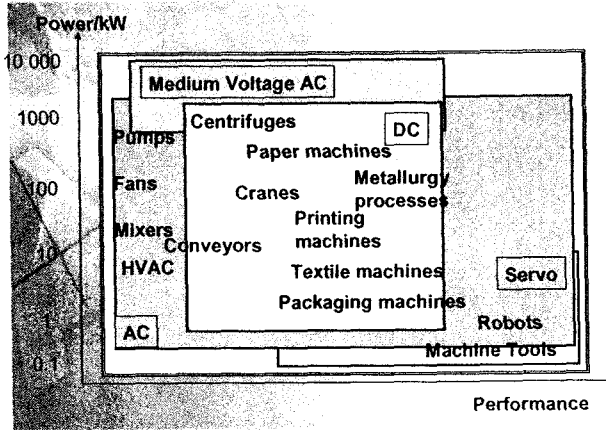 Power/kW
10 000
Medium Voltage AC
1000
Centrifuges
DC
Pumps
Paper machines
100
Fans
Cranes
Metallurgy
processes
Mixers
Printing
machines
10
Conveyors
HVAC
Textile machines
Servo
Packaging machines
1
AC
Robots
0.1
Machine Tools
Performance